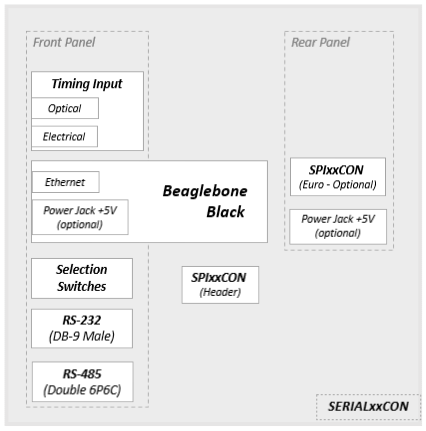 Front Panel
Timing Input
Optical
Electrical
Ethernet
Power Jack +5V
(optional)
Beaglebone
Black
Selection
Switches
RS-232
(DB-9 Male)
RS-485
(Double 6P6C)
SPIxxCON
(Header)
Rear Panel
SPIxxCON
(Euro - Optional)
Power Jack +5V
(optional)
SERIALxxCON